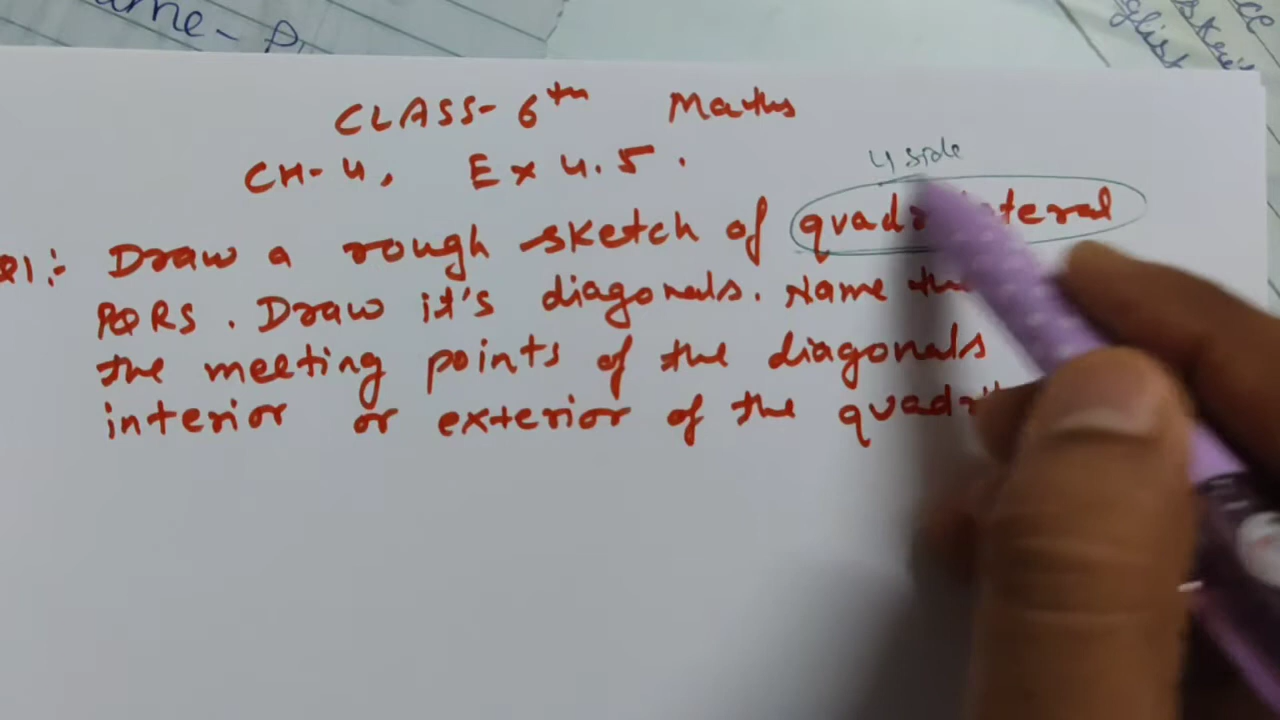 CLASS- 6th Maths
CH-4, Ex 4.5.
4 side
Q1:- Draw a rough sketch of quadrilateral
PQRS. Draw it's diagonals. Name
the meeting points of the diagonals
interior or exterior of the